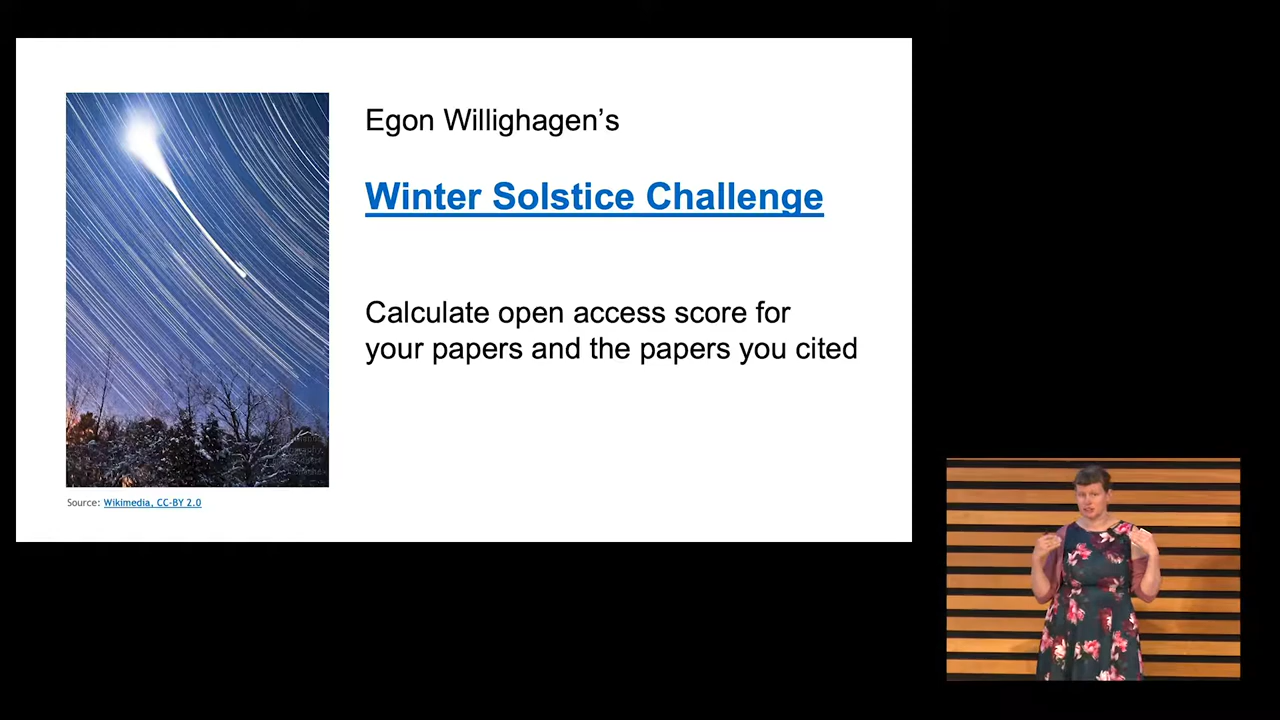 Egon Willighagen’s
Winter Solstice Challenge
Calculate open access score for
your papers and the papers you cited
Source: Wikimedia, CC-BY 2.0